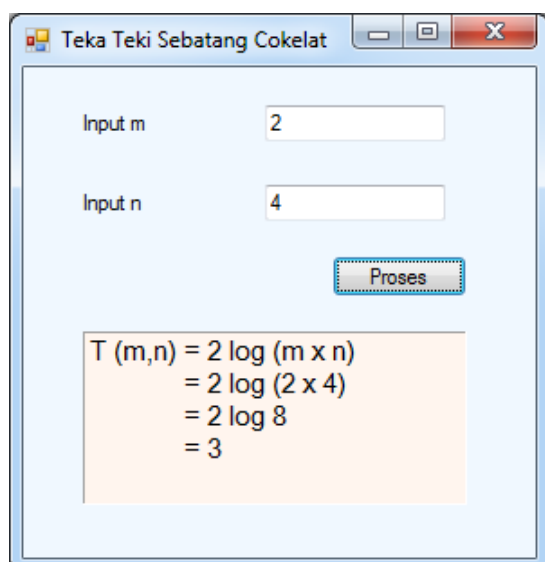 Teka Teki Sebatang Cokelat
Input m 2
Input n 4
Proses
T (m,n) = 2 log (m x n)
= 2 log (2 x 4)
= 2 log 8
= 3